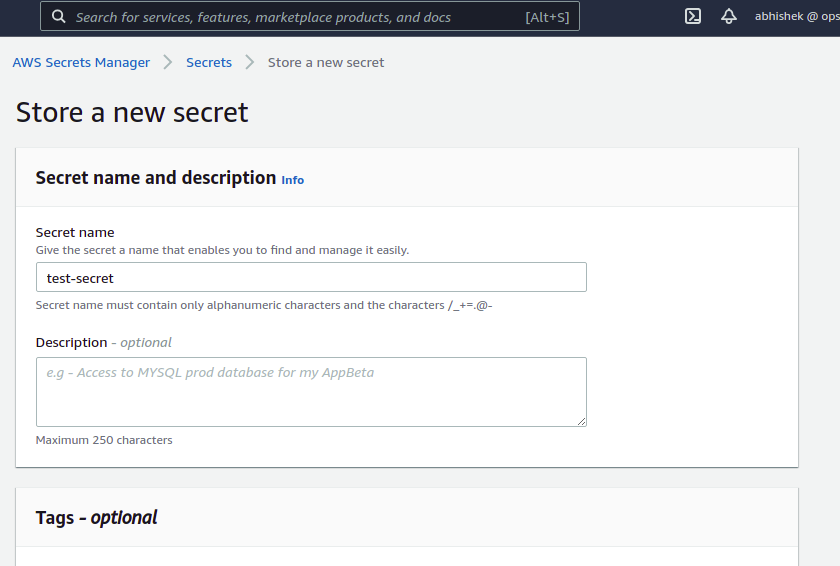 Search for services, features, marketplace products, and docs [Alt+S] abhishek @ ops
AWS Secrets Manager > Secrets > Store a new secret
Store a new secret
Secret name and description Info
Secret name
Give the secret a name that enables you to find and manage it easily.
test-secret
Secret name must contain only alphanumeric characters and the characters /_+=.@-
Description - optional
e.g - Access to MYSQL prod database for my AppBeta
Maximum 250 characters
Tags - optional